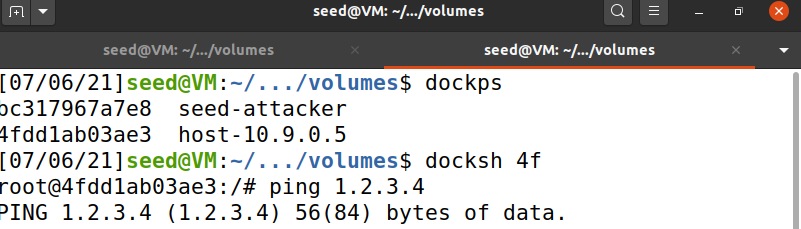 seed@VM: ~/.../volumes
seed@VM: ~/.../volumes seed@VM: ~/.../volumes
[07/06/21]seed@VM:~/.../volumes$ dockps
bc317967a7e8  seed-attacker
4fdd1ab03ae3  host-10.9.0.5
[07/06/21]seed@VM:~/.../volumes$ docksh 4f
root@4fdd1ab03ae3:/# ping 1.2.3.4
PING 1.2.3.4 (1.2.3.4) 56(84) bytes of data.